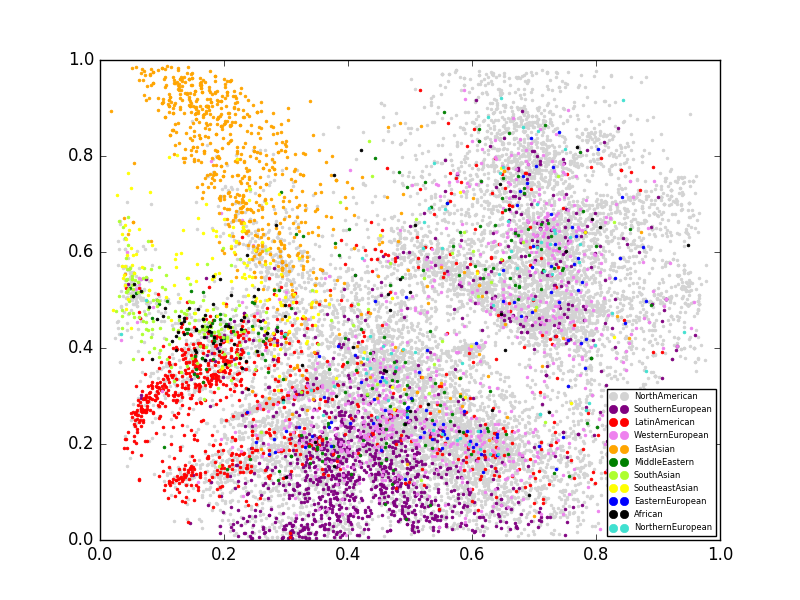 1.0
0.8
0.6
0.4
0.2
0.0
0.0 0.2 0.4 0.6 0.8 1.0
NorthAmerican
SouthernEuropean
LatinAmerican
WesternEuropean
EastAsian
MiddleEastern
SouthAsian
SoutheastAsian
EasternEuropean
African
NorthernEuropean